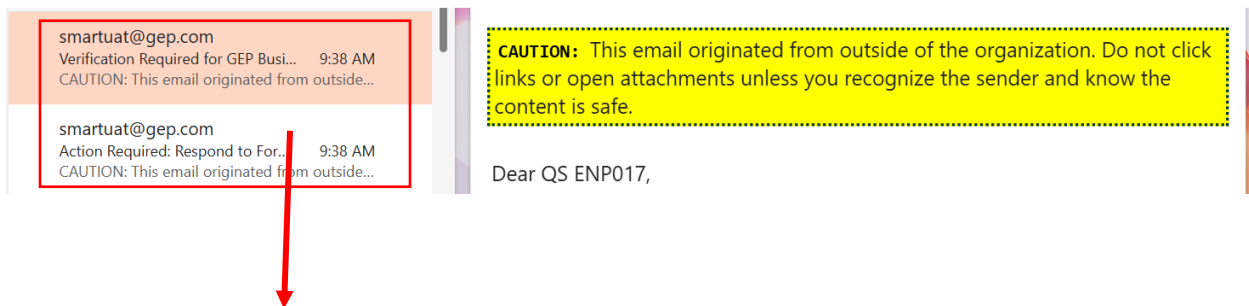 smartuat@gep.com
Verification Required for GEP Busi... 9:38 AM
CAUTION: This email originated from outside...
smartuat@gep.com
Action Required: Respond to For... 9:38 AM
CAUTION: This email originated from outside...
CAUTION: This email originated from outside of the organization. Do not click
links or open attachments unless you recognize the sender and know the
content is safe.
Dear QS ENP017,